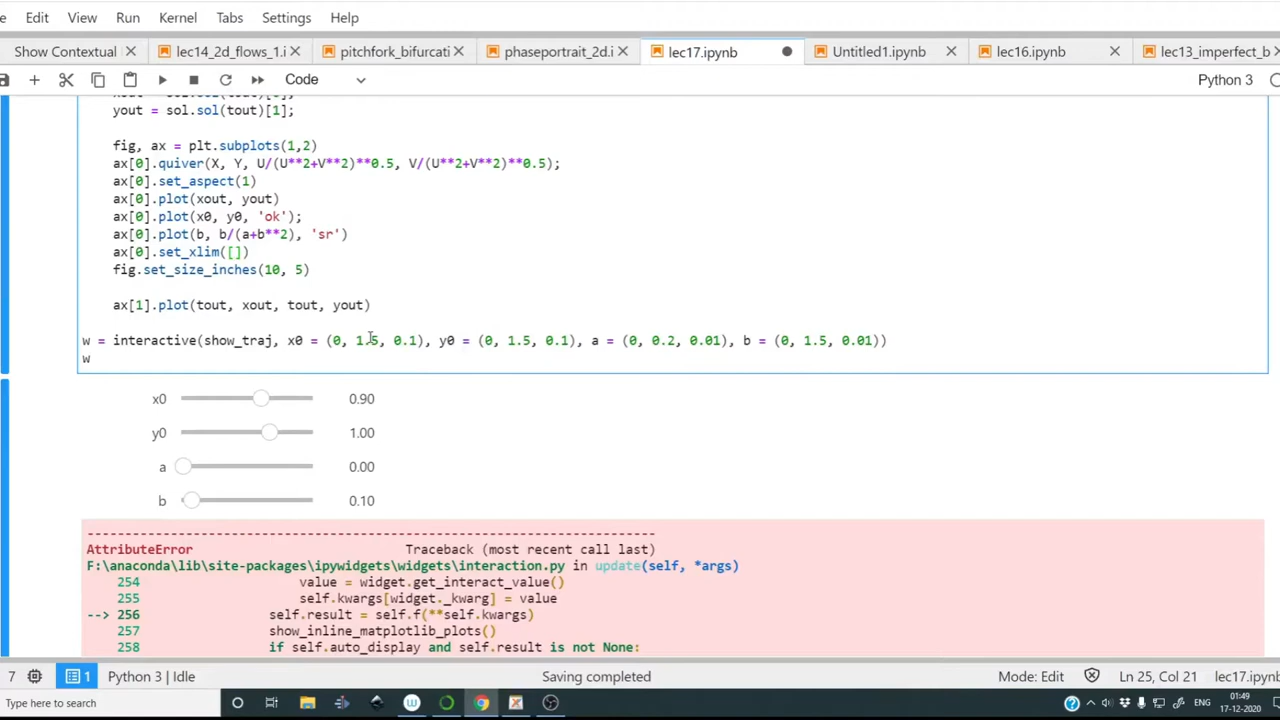 Edit View Run Kernel Tabs Settings Help
Show Contextual lec14_2d_flows_1.i pitchfork_bifurcati phaseportrait_2d.i lec17.ipynb Untitled1.ipynb lec16.ipynb lec13_imperfect_b
Code Python 3
yout = sol.sol(tout)[1];
fig, ax = plt.subplots(1,2)
ax[0].quiver(X, Y, U/(U**2+V**2)**0.5, V/(U**2+V**2)**0.5);
ax[0].set_aspect(1)
ax[0].plot(xout, yout)
ax[0].plot(x0, y0, 'ok');
ax[0].plot(b, b/(a+b**2), 'sr')
ax[0].set_xlim([])
fig.set_size_inches(10, 5)
ax[1].plot(tout, xout, tout, yout)
w = interactive(show_traj, x0 = (0, 1.5, 0.1), y0 = (0, 1.5, 0.1), a = (0, 0.2, 0.01), b = (0, 1.5, 0.01))
w
x0 0.90
y0 1.00
a 0.00
b 0.10
---------------------------------------------------------------------------
AttributeError Traceback (most recent call last)
F:\anaconda\lib\site-packages\ipywidgets\widgets\interaction.py in update(self, *args)
254 value = widget.get_interact_value()
255 self.kwargs[widget._kwarg] = value
--> 256 self.result = self.f(**self.kwargs)
257 show_inline_matplotlib_plots()
258 if self.auto_display and self.result is not None:
7 1 Python 3 | Idle Saving completed Mode: Edit Ln 25, Col 21 lec17.ipynb
Type here to search ENG 01:49
17-12-2020